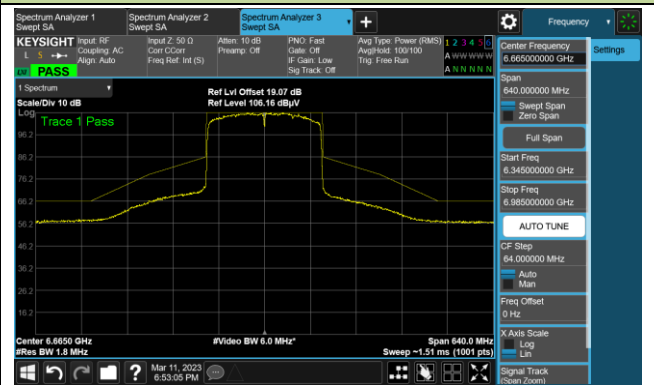 Spectrum Analyzer 1
Swept SA
Spectrum Analyzer 2
Swept SA
Spectrum Analyzer 3
Swept SA
+
Frequency
KEYSIGHT
L S
LXI PASS
Input: RF
Coupling: AC
Align: Auto
Input Z: 50 Ω
Corr CCorr
Freq Ref: Int (S)
Atten: 10 dB
Preamp: Off
PNO: Fast
Gate: Off
IF Gain: Low
Sig Track: Off
Avg Type: Power (RMS)
Avg|Hold: 100/100
Trig: Free Run
1 2 3 4 5 6
A W W W W W
A N N N N N
1 Spectrum
Scale/Div 10 dB
Ref Lvl Offset 19.07 dB
Ref Level 106.16 dBµV
Log
Trace 1 Pass
96.2
86.2
76.2
66.2
56.2
46.2
36.2
26.2
16.2
Center 6.6650 GHz
#Res BW 1.8 MHz
#Video BW 6.0 MHz*
Span 640.0 MHz
Sweep ~1.51 ms (1001 pts)
Center Frequency
6.665000000 GHz
Settings
Span
640.000000 MHz
Swept Span
Zero Span
Full Span
Start Freq
6.345000000 GHz
Stop Freq
6.985000000 GHz
AUTO TUNE
CF Step
64.000000 MHz
Auto
Man
Freq Offset
0 Hz
X Axis Scale
Log
Lin
Signal Track
(Span Zoom)
?
Mar 11, 2023
6:53:05 PM